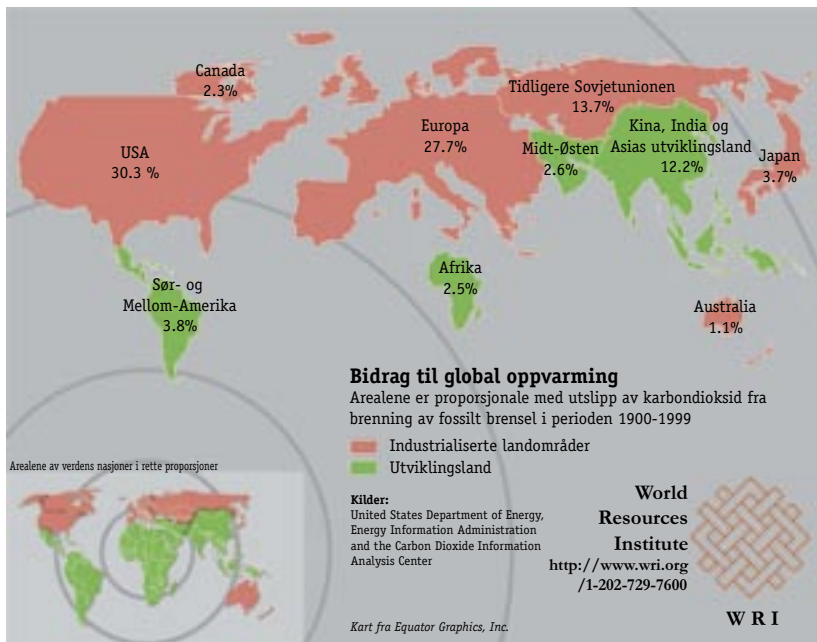 Canada
2.3%
USA
30.3 %
Europa
27.7%
Tidligere Sovjetunionen
13.7%
Midt-Østen
2.6%
Kina, India og
Asias utviklingsland
12.2%
Japan
3.7%
Sør- og
Mellom-Amerika
3.8%
Afrika
2.5%
Australia
1.1%
Bidrag til global oppvarming
Arealene er proporsjonale med utslipp av karbondioksid fra
brenning av fossilt brensel i perioden 1900-1999
Industrialiserte landområder
Utviklingsland
Arealene av verdens nasjoner i rette proporsjoner
Kilder:
United States Department of Energy,
Energy Information Administration
and the Carbon Dioxide Information
Analysis Center
Kart fra Equator Graphics, Inc.
World
Resources
Institute
http://www.wri.org
/1-202-729-7600
W R I